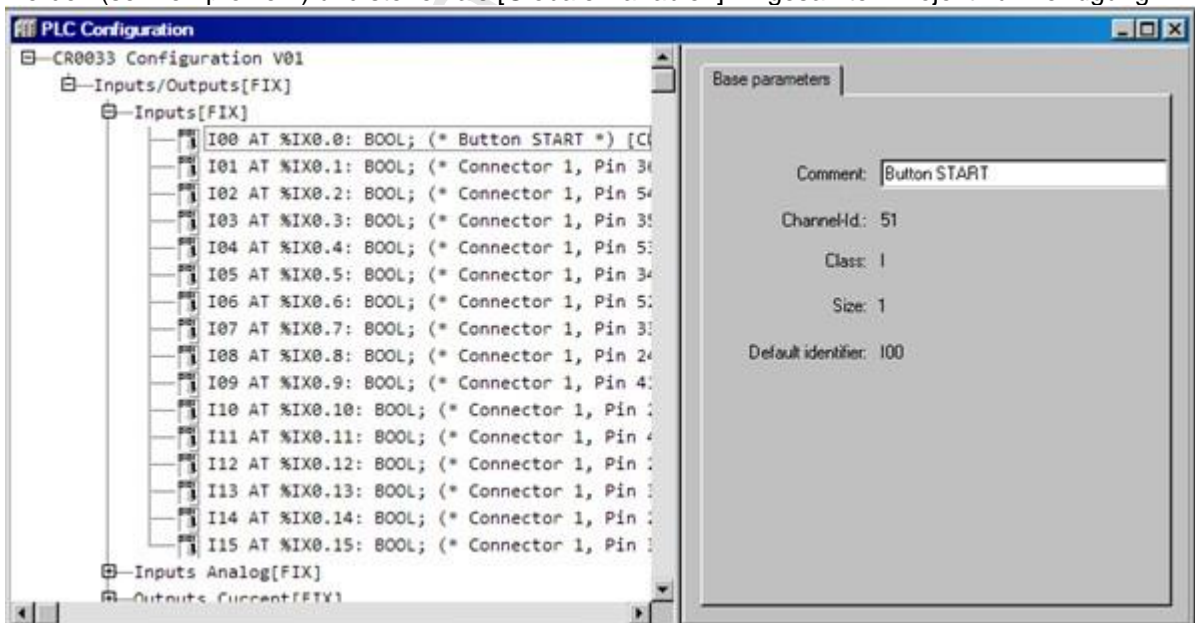 PLC Configuration
CR0033 Configuration V01
Inputs/Outputs[FIX]
Inputs[FIX]
I00 AT %IX0.0: BOOL; (* Button START *)
I01 AT %IX0.1: BOOL; (* Connector 1, Pin
I02 AT %IX0.2: BOOL; (* Connector 1, Pin
I03 AT %IX0.3: BOOL; (* Connector 1, Pin
I04 AT %IX0.4: BOOL; (* Connector 1, Pin
I05 AT %IX0.5: BOOL; (* Connector 1, Pin
I06 AT %IX0.6: BOOL; (* Connector 1, Pin
I07 AT %IX0.7: BOOL; (* Connector 1, Pin
I08 AT %IX0.8: BOOL; (* Connector 1, Pin
I09 AT %IX0.9: BOOL; (* Connector 1, Pin
I10 AT %IX0.10: BOOL; (* Connector 1, Pin
I11 AT %IX0.11: BOOL; (* Connector 1, Pin
I12 AT %IX0.12: BOOL; (* Connector 1, Pin
I13 AT %IX0.13: BOOL; (* Connector 1, Pin
I14 AT %IX0.14: BOOL; (* Connector 1, Pin
I15 AT %IX0.15: BOOL; (* Connector 1, Pin
Inputs Analog[FIX]
Outputs Current[FIX]
Base parameters
Comment: Button START
Channel-Id.: 51
Class: I
Size: 1
Default identifier: I00